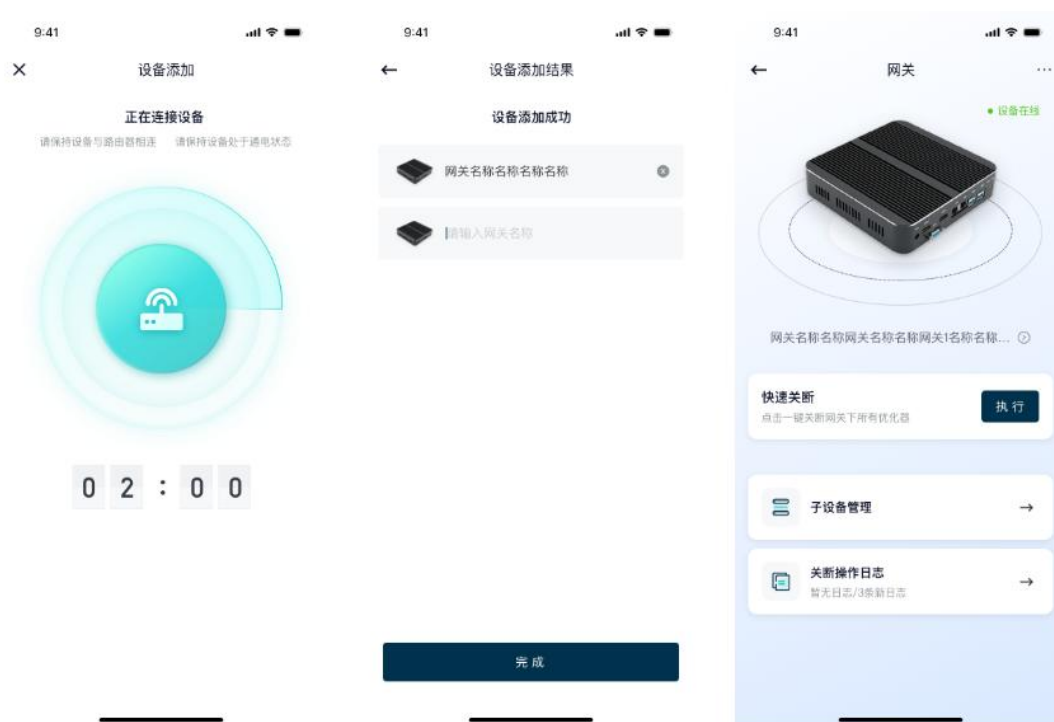 9:41
设备添加
正在连接设备
请保持设备与路由器相连 请保持设备处于通电状态
02:00
9:41
设备添加结果
设备添加成功
网关名称名称名称名称
请输入网关名称
完成
9:41
网关
设备在线
网关名称名称网关名称名称网关1名称名称...
快速关断
点击一键关断网关下所有优化器
执行
子设备管理
关断操作日志
暂无日志/3条新日志